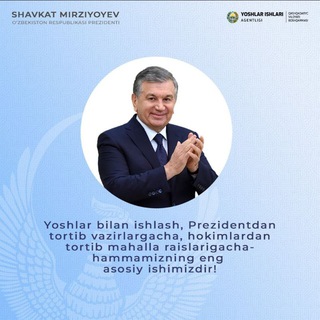 SHAVKAT MIRZIYOYEV
O'ZBEKISTON RESPUBLIKASI PREZIDENTI
YOSHLAR ISHLARI
AGENTLIGI
Yoshlar bilan ishlash, Prezidentdan
tortib vazirlargacha, hokimlardan
tortib mahalla raislarigacha-
hammamizning eng
asosiy ishimizdir!